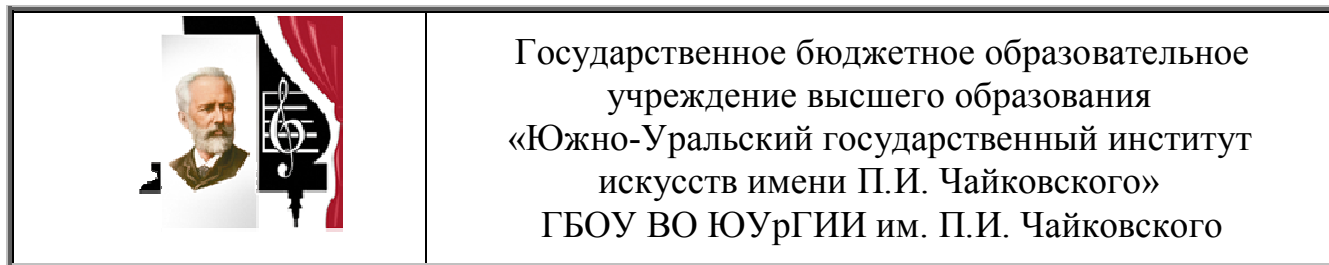 Государственное бюджетное образовательное
учреждение высшего образования
«Южно-Уральский государственный институт
искусств имени П.И. Чайковского»
ГБОУ ВО ЮУрГИИ им. П.И. Чайковского